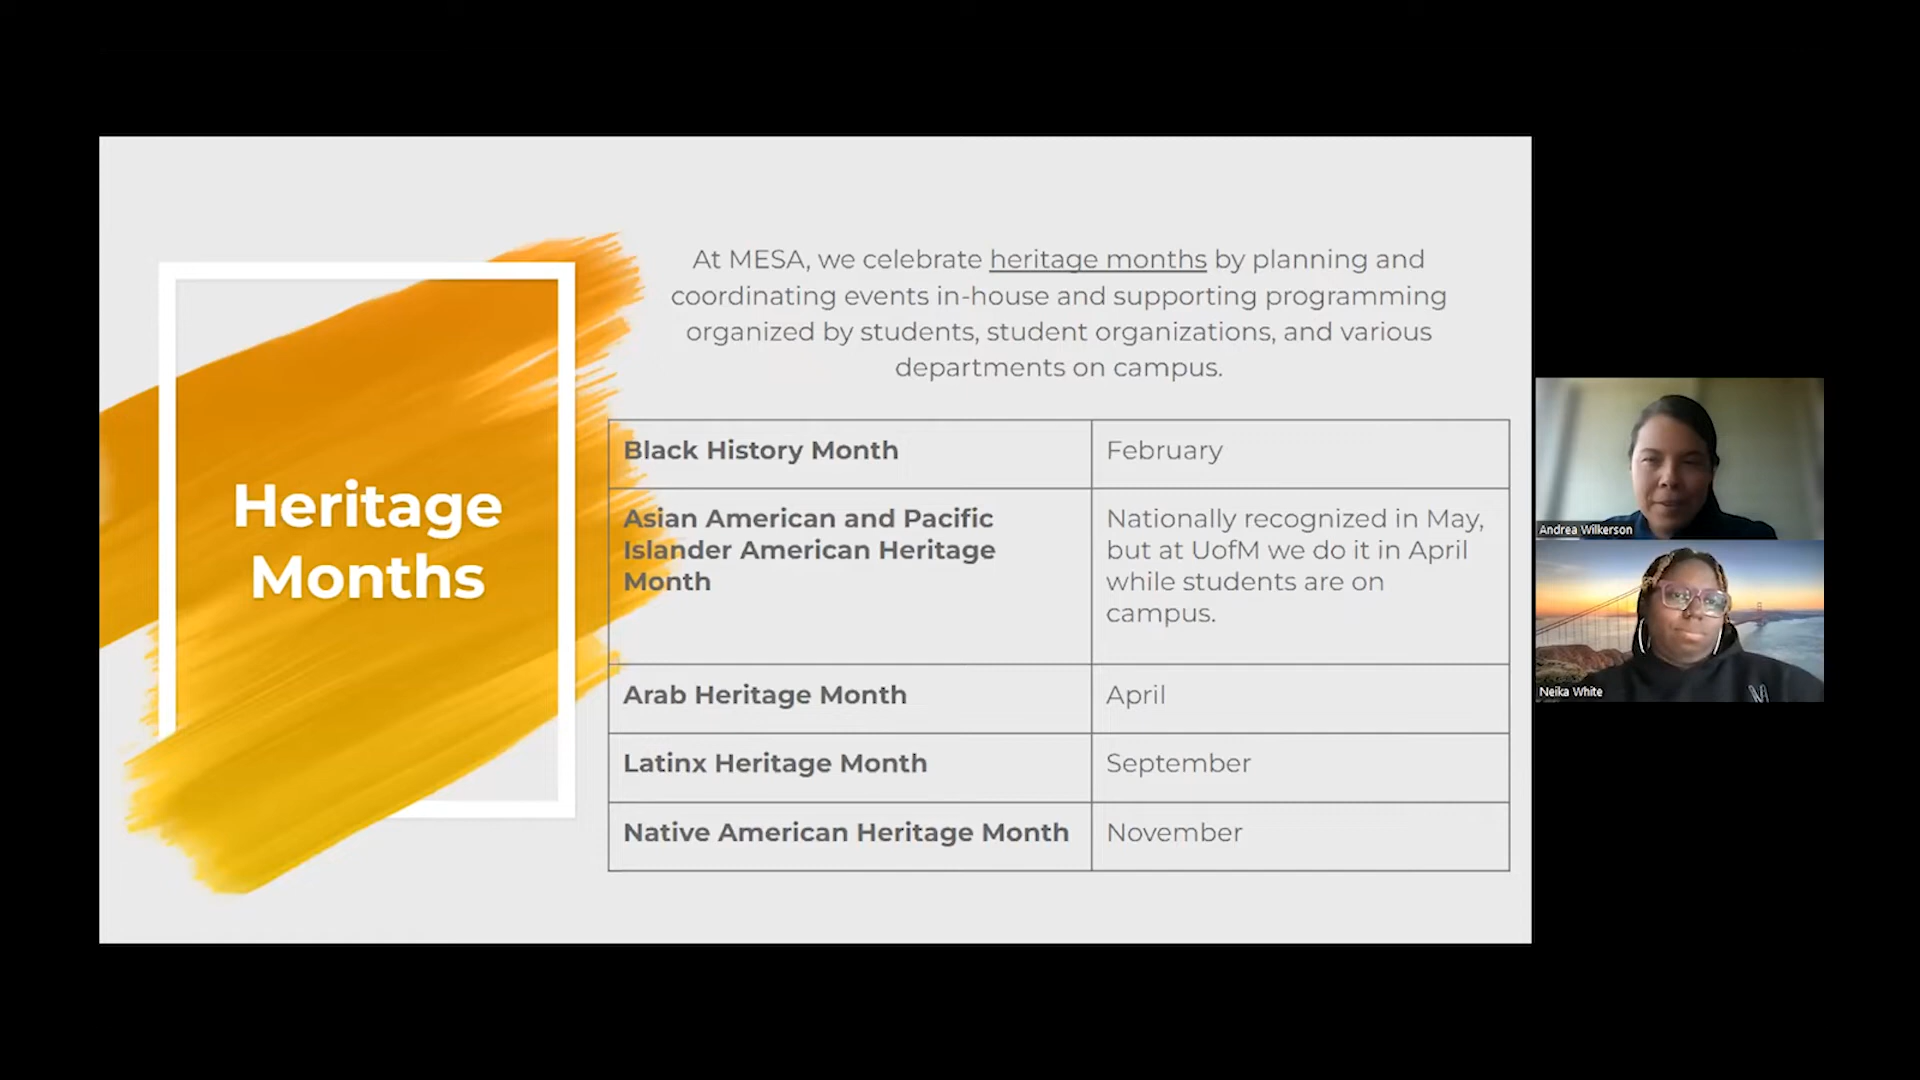 Heritage
Months
At MESA, we celebrate heritage months by planning and
coordinating events in-house and supporting programming
organized by students, student organizations, and various
departments on campus.
Black History Month
February
Asian American and Pacific
Islander American Heritage
Month
Nationally recognized in May,
but at UofM we do it in April
while students are on
campus.
Arab Heritage Month
April
Latinx Heritage Month
September
Native American Heritage Month
November
Andrea Wilkerson
Neika White